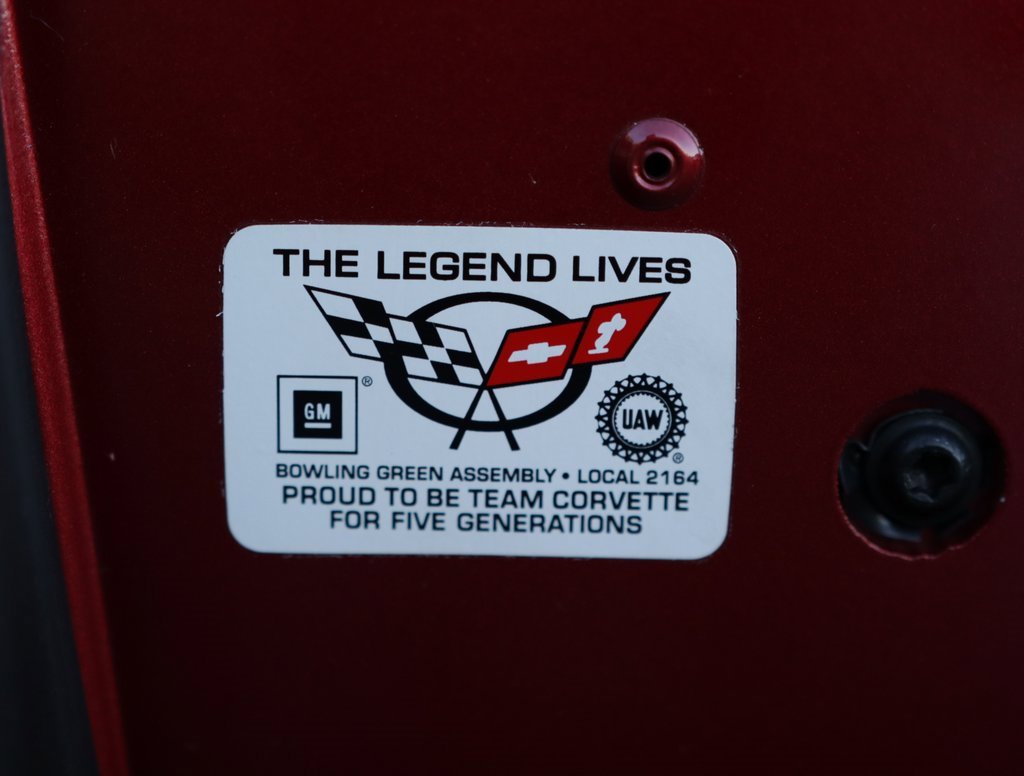 THE LEGEND LIVES
GM ®
UAW ®
BOWLING GREEN ASSEMBLY • LOCAL 2164
PROUD TO BE TEAM CORVETTE
FOR FIVE GENERATIONS